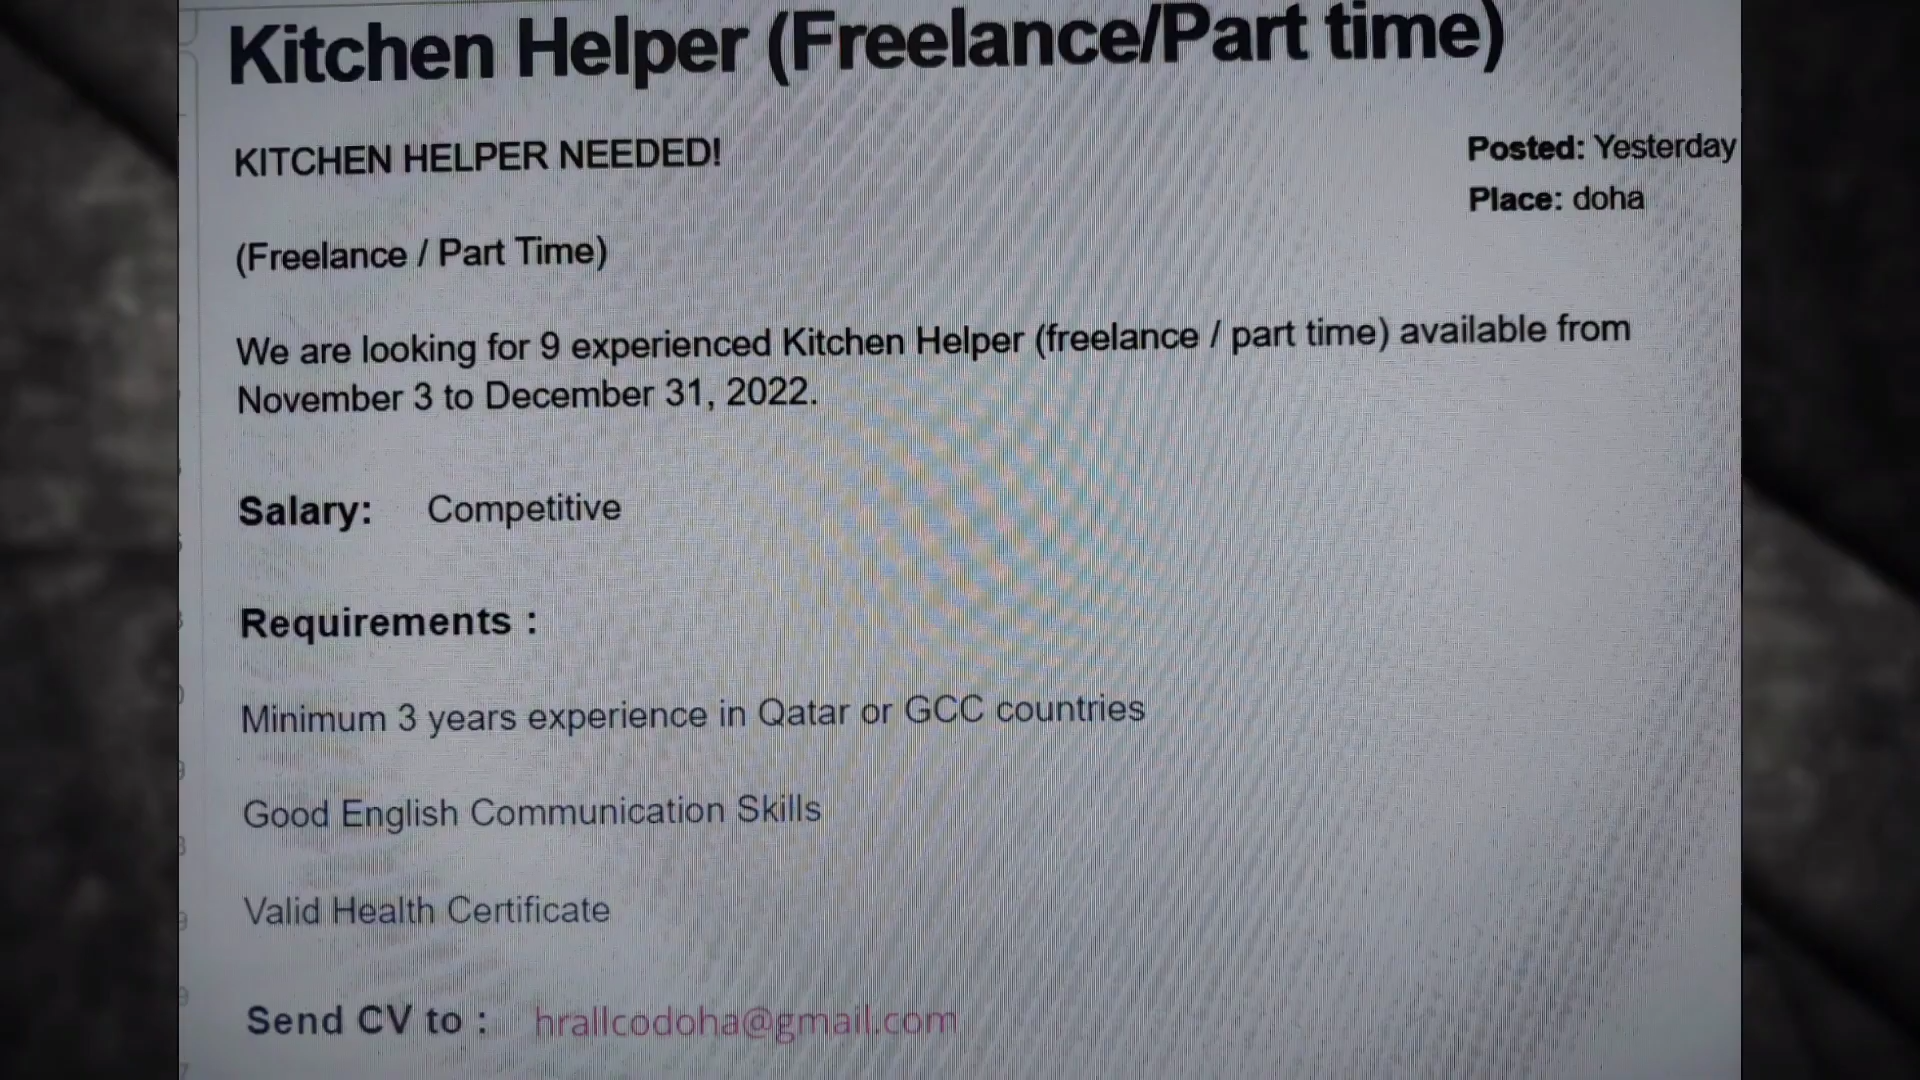 Kitchen Helper (Freelance/Part time)
KITCHEN HELPER NEEDED!
Posted: Yesterday
Place: doha
(Freelance / Part Time)
We are looking for 9 experienced Kitchen Helper (freelance / part time) available from
November 3 to December 31, 2022.
Salary: Competitive
Requirements :
Minimum 3 years experience in Qatar or GCC countries
Good English Communication Skills
Valid Health Certificate
Send CV to : hrallcodoha@gmail.com